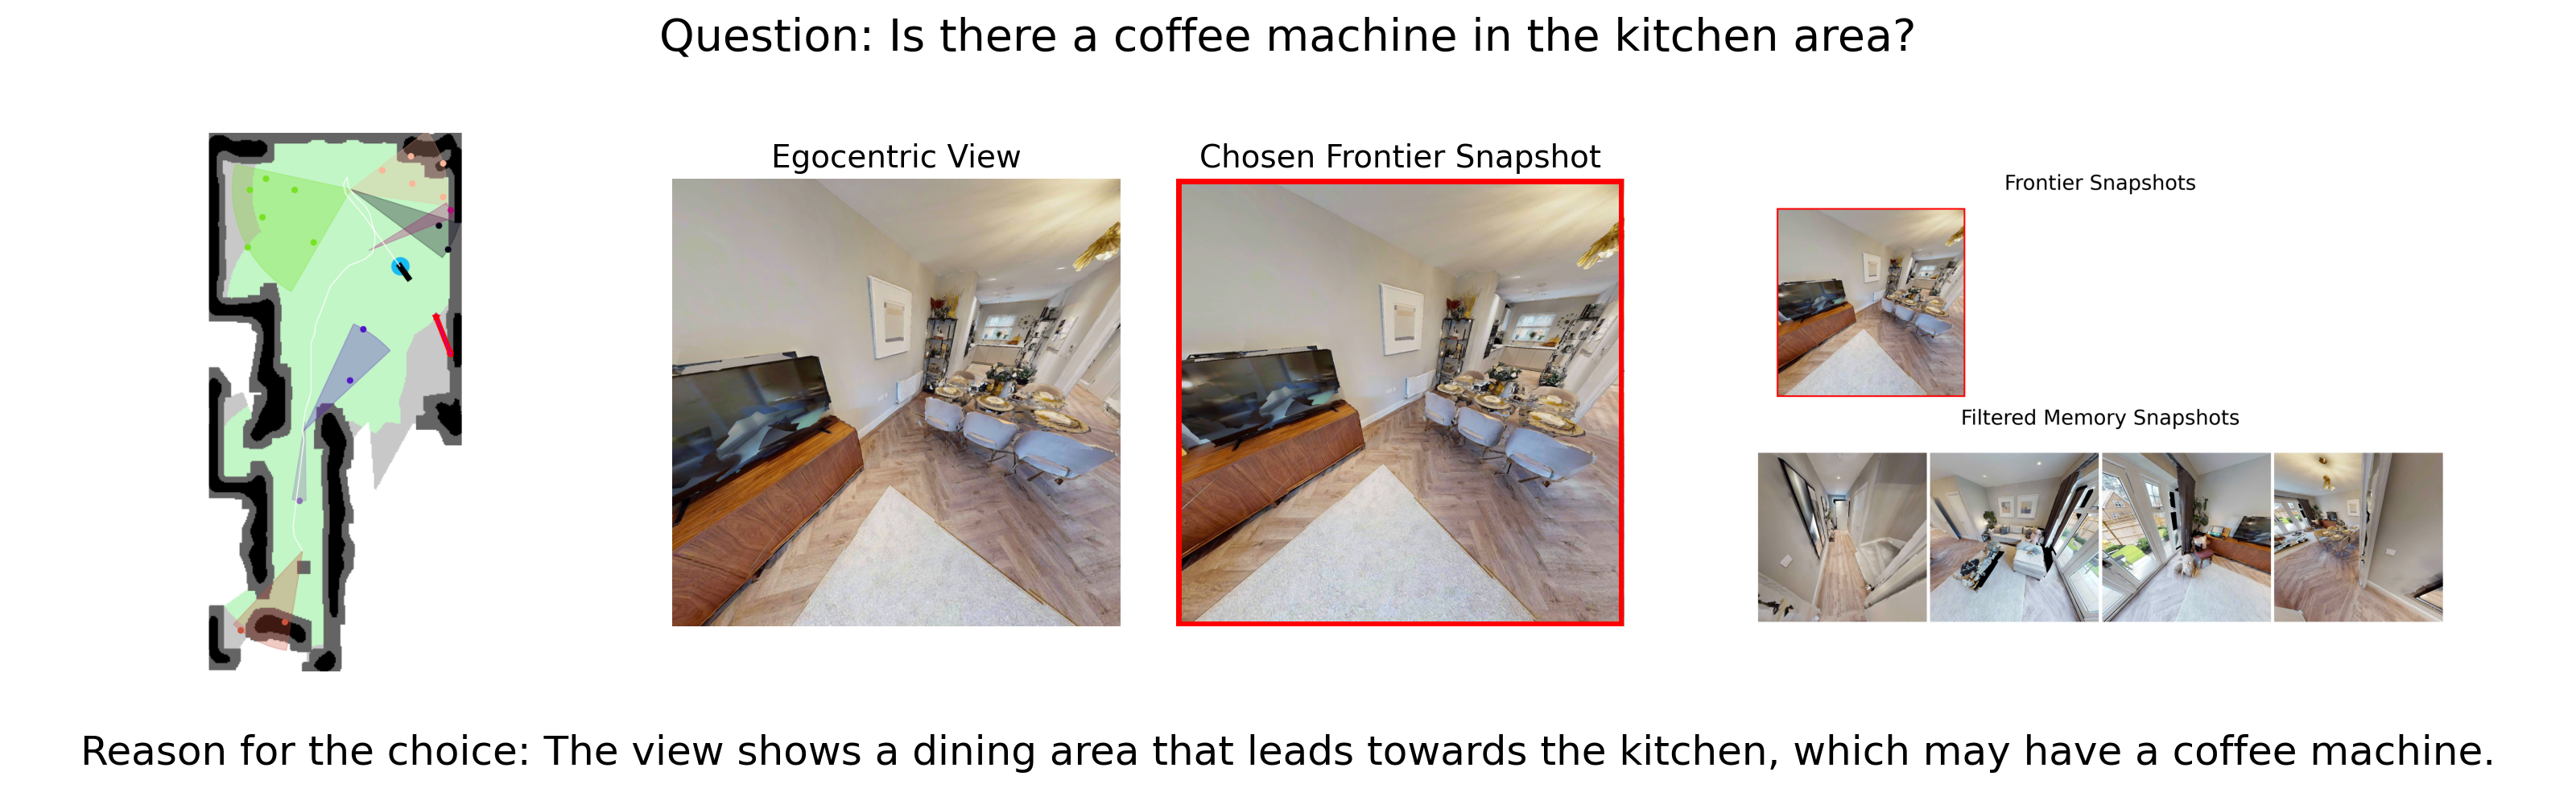 Question: Is there a coffee machine in the kitchen area?
Egocentric View
Chosen Frontier Snapshot
Frontier Snapshots
Filtered Memory Snapshots
Reason for the choice: The view shows a dining area that leads towards the kitchen, which may have a coffee machine.